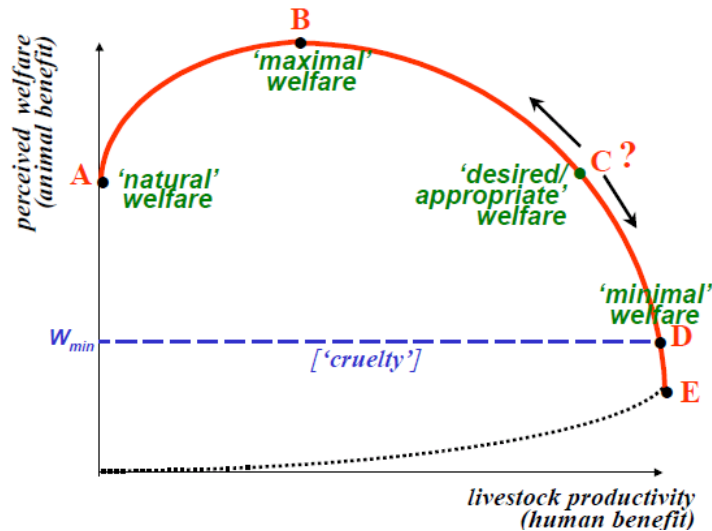 B
'maximal'
welfare
perceived welfare
(animal benefit)
A
'natural'
welfare
C ?
'desired/
appropriate'
welfare
'minimal'
welfare
W min
['cruelty']
D
E
livestock productivity
(human benefit)